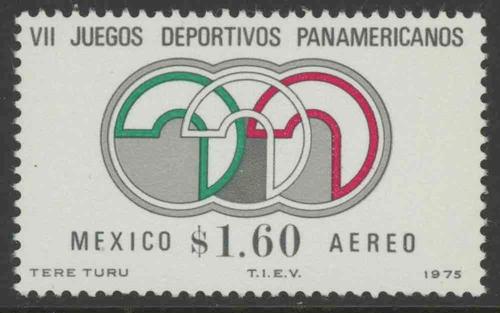 VII JUEGOS DEPORTIVOS PANAMERICANOS
MEXICO $1.60 AEREO
TERE TURU T.I.E.V. 1975